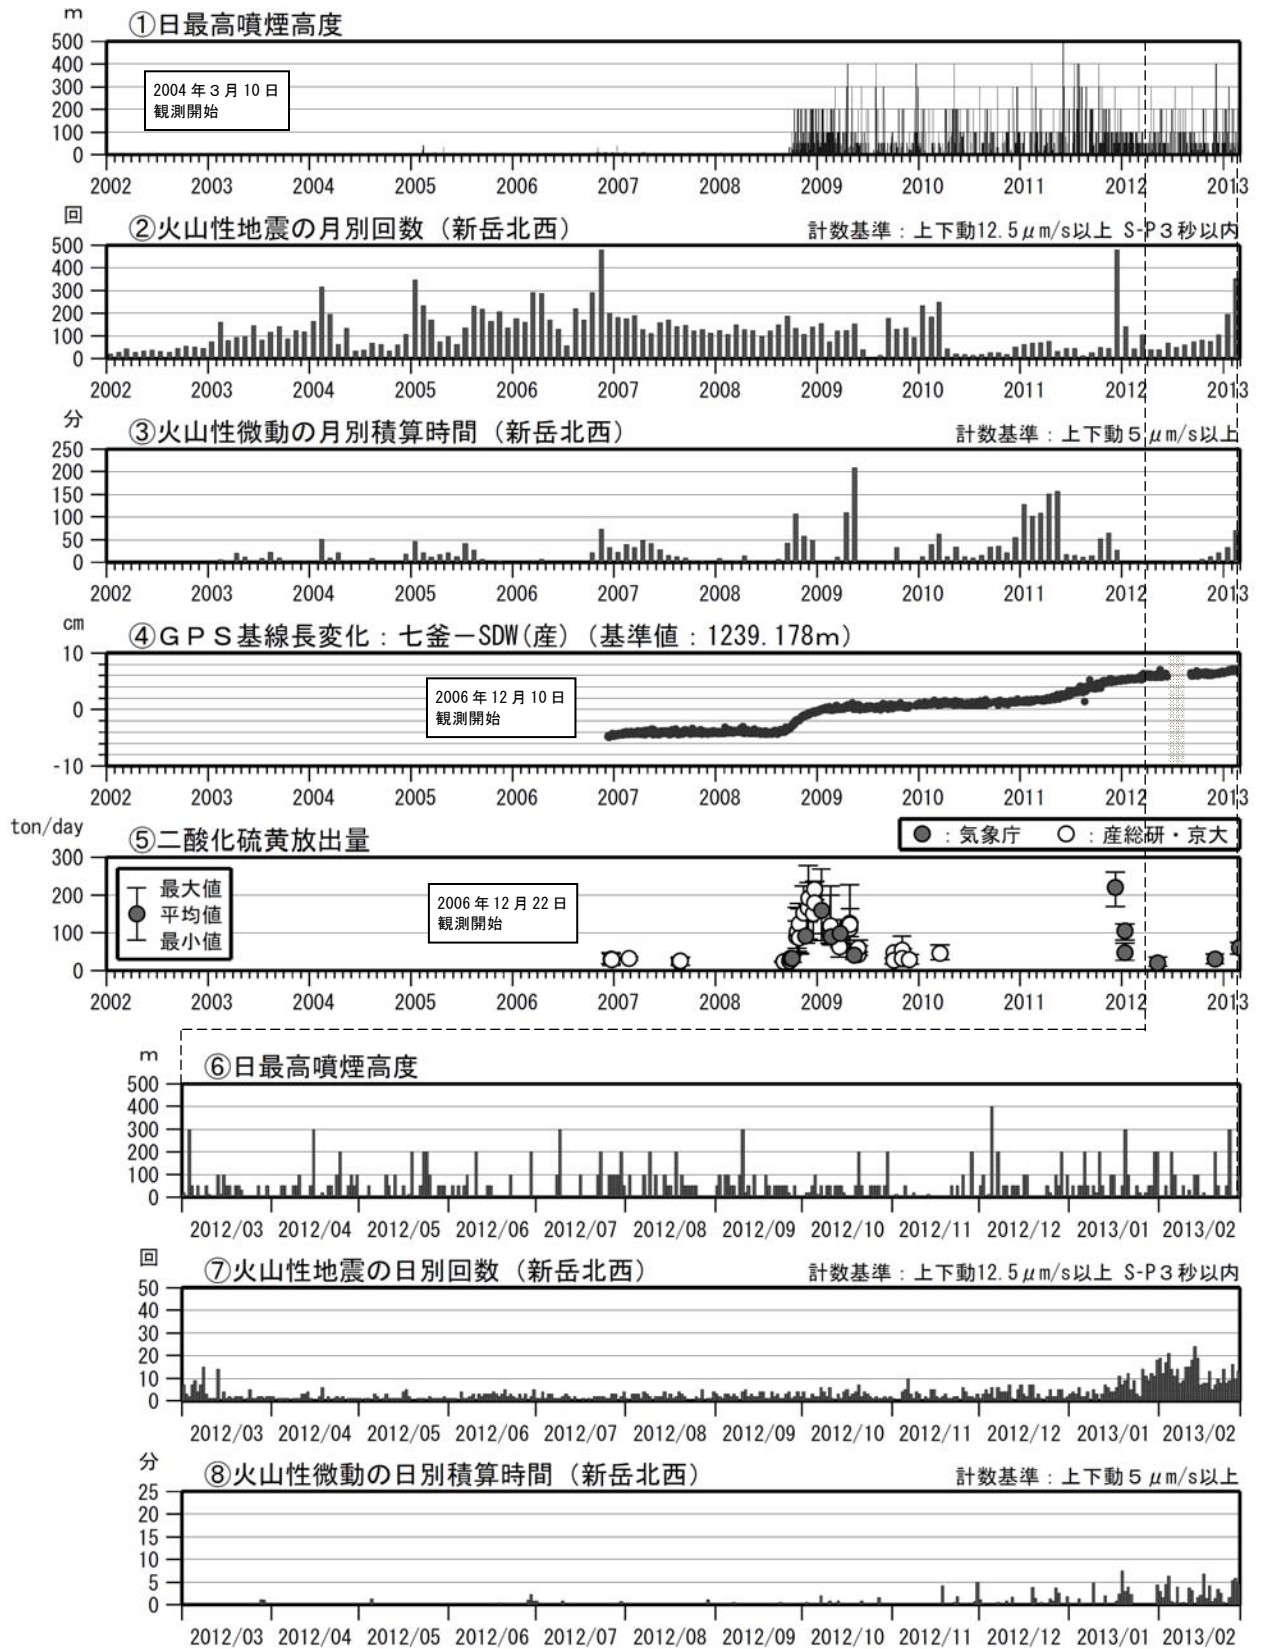 m
①日最高噴煙高度
500
400
300
200
100
0
2004年3月10日
観測開始
2002 2003 2004 2005 2006 2007 2008 2009 2010 2011 2012 2013
回
②火山性地震の月別回数（新岳北西）
計数基準：上下動12.5μm/s以上 S-P３秒以内
500
400
300
200
100
0
2002 2003 2004 2005 2006 2007 2008 2009 2010 2011 2012 2013
分
③火山性微動の月別積算時間（新岳北西）
計数基準：上下動５μm/s以上
250
200
150
100
50
0
2002 2003 2004 2005 2006 2007 2008 2009 2010 2011 2012 2013
cm
④ＧＰＳ基線長変化：七釜－SDW(産)（基準値：1239.178ｍ）
10
0
-10
2006年12月10日
観測開始
2002 2003 2004 2005 2006 2007 2008 2009 2010 2011 2012 2013
ton/day
⑤二酸化硫黄放出量
●：気象庁 ○：産総研・京大
300
200
100
0
最大値
平均値
最小値
2006年12月22日
観測開始
2002 2003 2004 2005 2006 2007 2008 2009 2010 2011 2012 2013
m
⑥日最高噴煙高度
500
400
300
200
100
0
2012/03 2012/04 2012/05 2012/06 2012/07 2012/08 2012/09 2012/10 2012/11 2012/12 2013/01 2013/02
回
⑦火山性地震の日別回数（新岳北西）
計数基準：上下動12.5μm/s以上 S-P３秒以内
50
40
30
20
10
0
2012/03 2012/04 2012/05 2012/06 2012/07 2012/08 2012/09 2012/10 2012/11 2012/12 2013/01 2013/02
分
⑧火山性微動の日別積算時間（新岳北西）
計数基準：上下動５μm/s以上
25
20
15
10
5
0
2012/03 2012/04 2012/05 2012/06 2012/07 2012/08 2012/09 2012/10 2012/11 2012/12 2013/01 2013/02